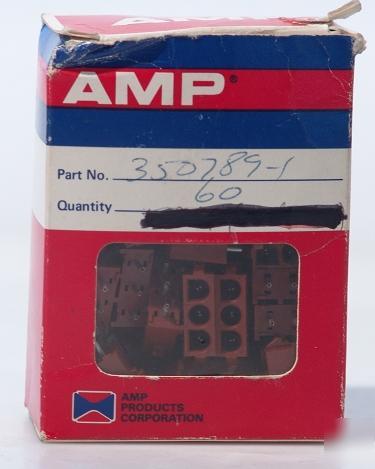 AMP®
Part No. 350789-1
Quantity 60
AMP
PRODUCTS
CORPORATION